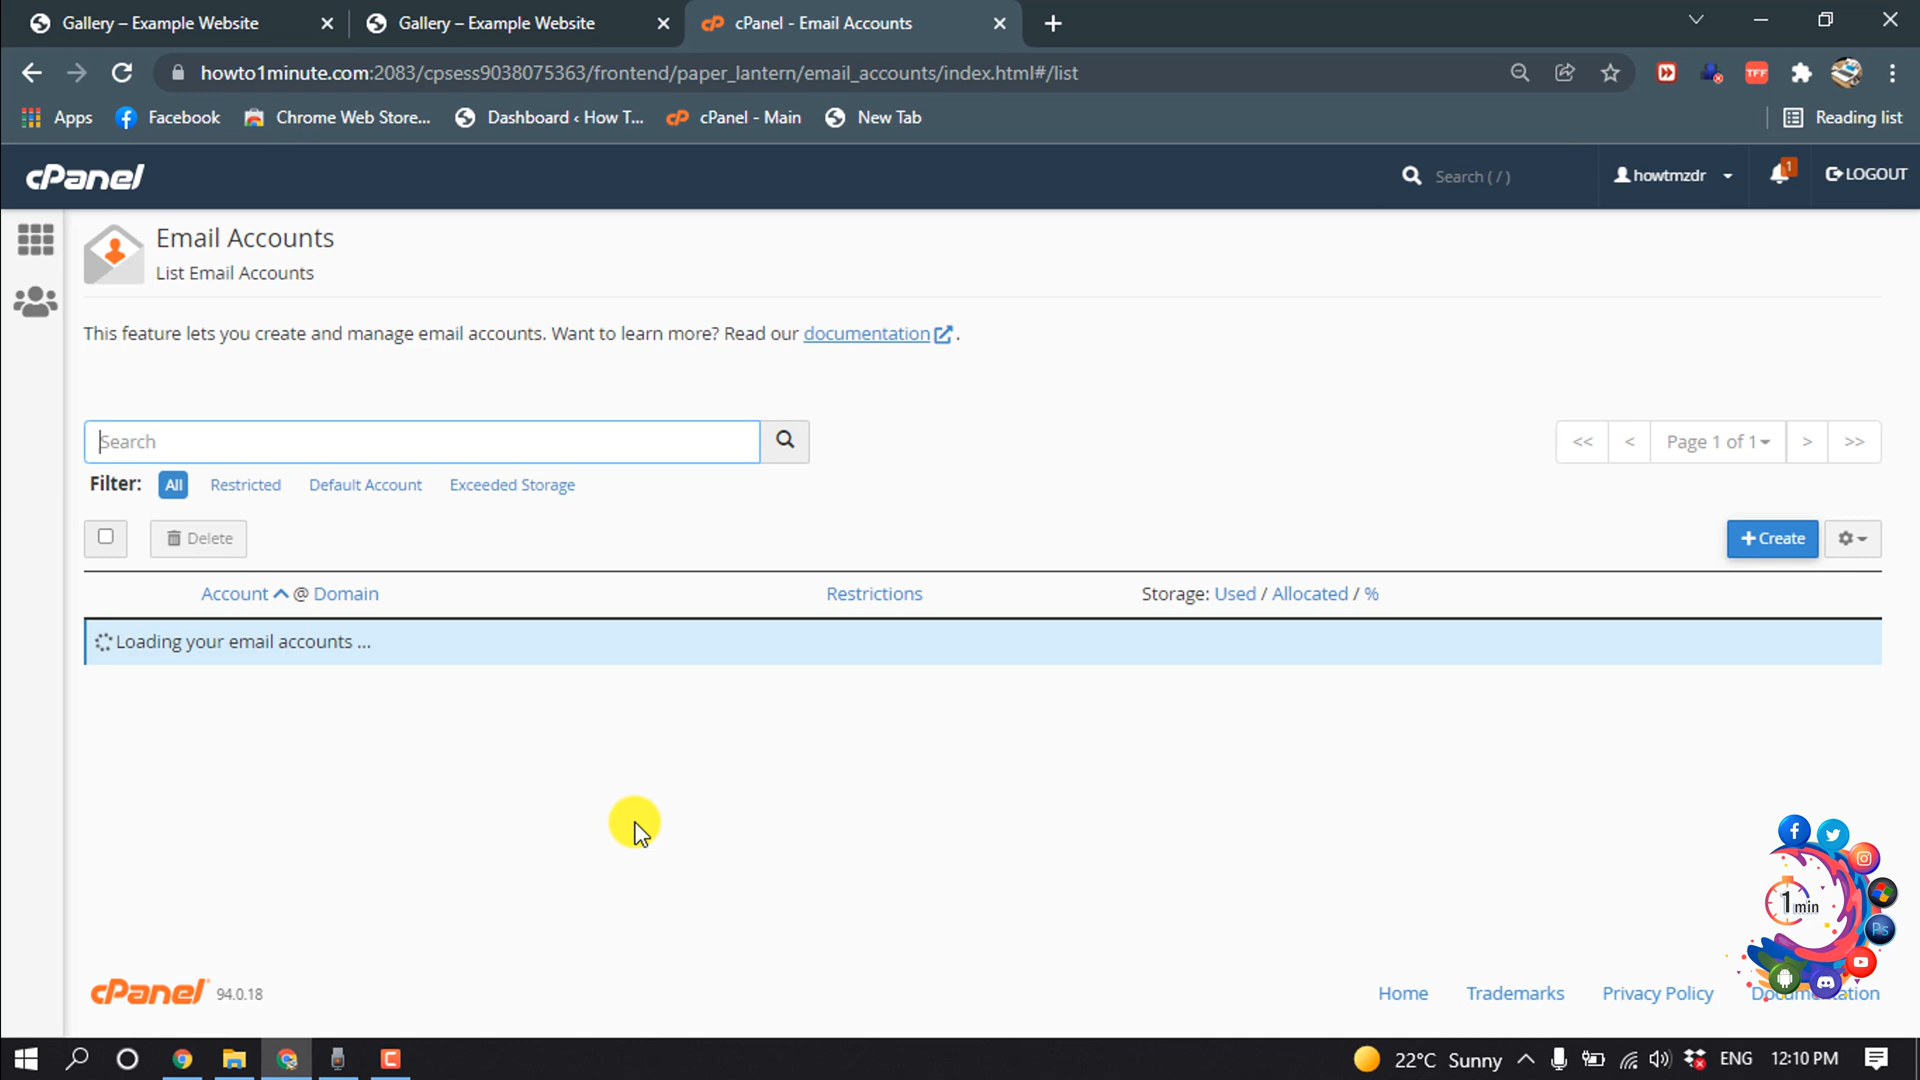 Gallery – Example Website
Gallery – Example Website
cPanel - Email Accounts
howto1minute.com:2083/cpsess9038075363/frontend/paper_lantern/email_accounts/index.html#/list
TFF
Apps
Facebook
Chrome Web Store...
Dashboard ‹ How T...
cPanel - Main
New Tab
Reading list
cPanel
Search ( / )
howtmzdr
1
LOGOUT
Email Accounts
List Email Accounts
This feature lets you create and manage email accounts. Want to learn more? Read our documentation .
Search
<< < Page 1 of 1 > >>
Filter: All Restricted Default Account Exceeded Storage
Delete
+ Create
Account @ Domain
Restrictions
Storage: Used / Allocated / %
Loading your email accounts ...
1 min
Ps
cPanel 94.0.18
Home
Trademarks
Privacy Policy
Documentation
22°C Sunny
ENG
12:10 PM